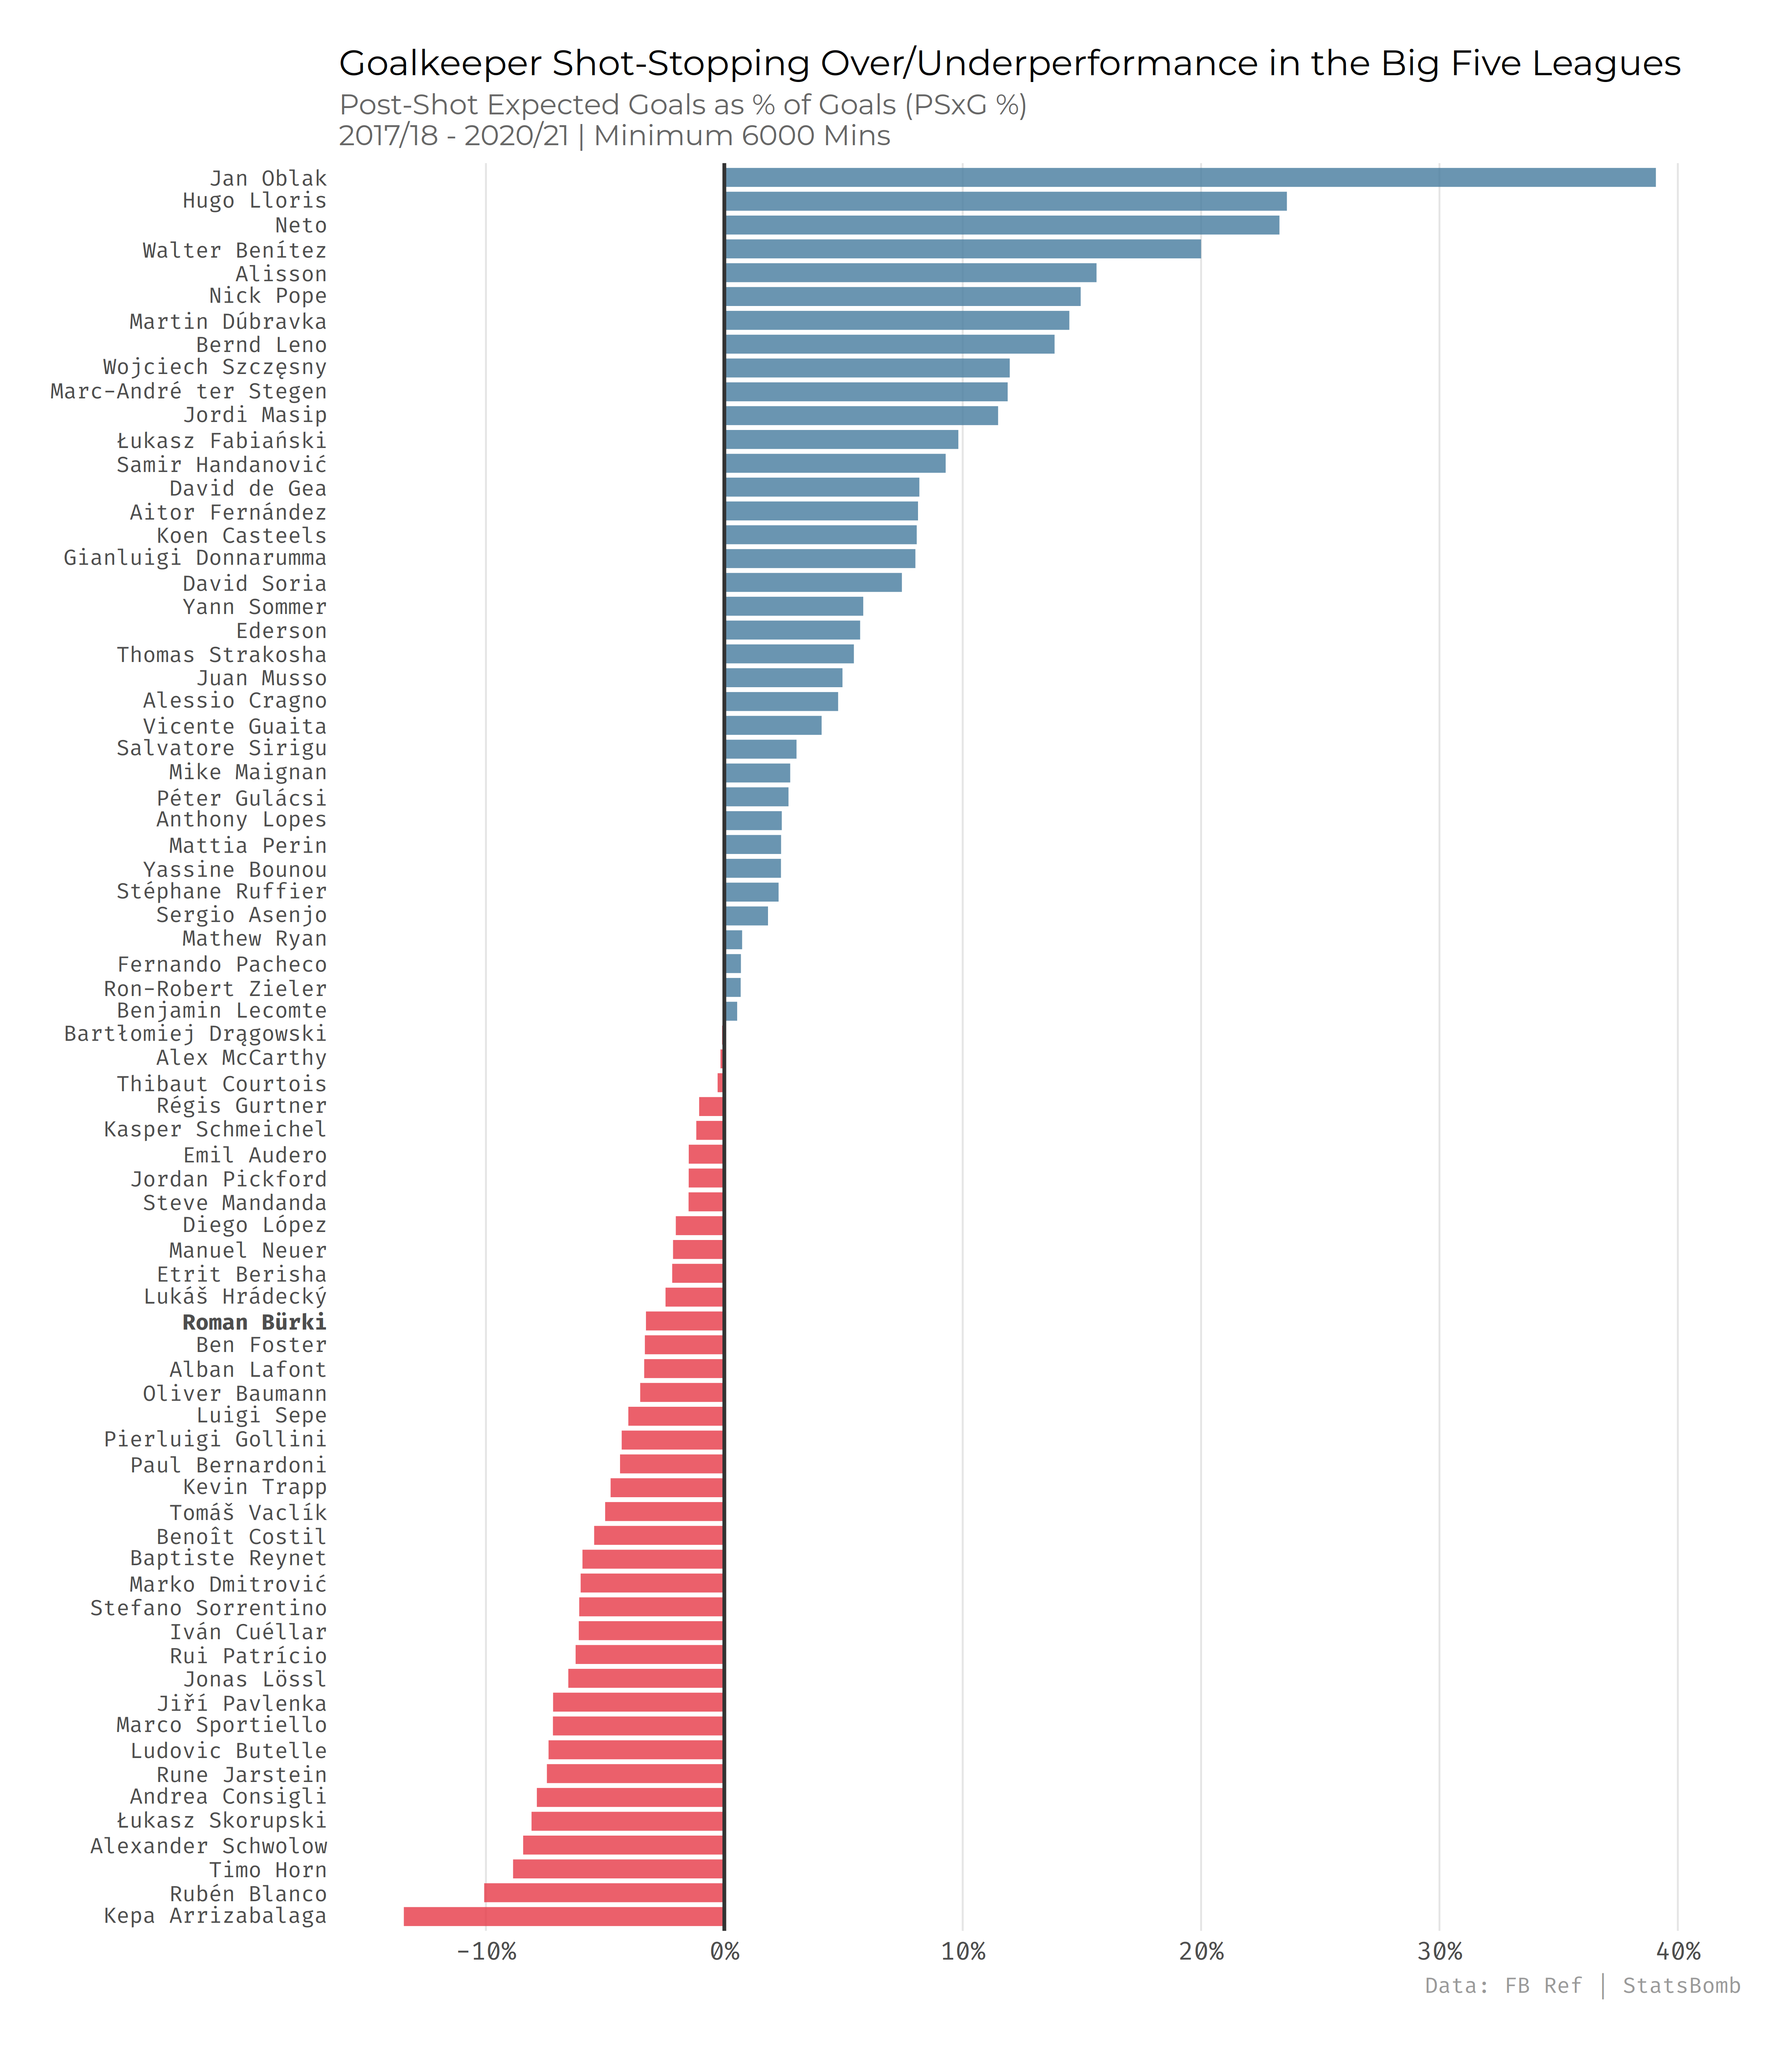 Goalkeeper Shot-Stopping Over/Underperformance in the Big Five Leagues
Post-Shot Expected Goals as % of Goals (PSxG %)
2017/18 - 2020/21 | Minimum 6000 Mins
Jan Oblak
Hugo Lloris
Neto
Walter Benítez
Alisson
Nick Pope
Martin Dúbravka
Bernd Leno
Wojciech Szczęsny
Marc-André ter Stegen
Jordi Masip
Łukasz Fabiański
Samir Handanović
David de Gea
Aitor Fernández
Koen Casteels
Gianluigi Donnarumma
David Soria
Yann Sommer
Ederson
Thomas Strakosha
Juan Musso
Alessio Cragno
Vicente Guaita
Salvatore Sirigu
Mike Maignan
Péter Gulácsi
Anthony Lopes
Mattia Perin
Yassine Bounou
Stéphane Ruffier
Sergio Asenjo
Mathew Ryan
Fernando Pacheco
Ron-Robert Zieler
Benjamin Lecomte
Bartłomiej Drągowski
Alex McCarthy
Thibaut Courtois
Régis Gurtner
Kasper Schmeichel
Emil Audero
Jordan Pickford
Steve Mandanda
Diego López
Manuel Neuer
Etrit Berisha
Lukáš Hrádecký
Roman Bürki
Ben Foster
Alban Lafont
Oliver Baumann
Luigi Sepe
Pierluigi Gollini
Paul Bernardoni
Kevin Trapp
Tomáš Vaclík
Benoît Costil
Baptiste Reynet
Marko Dmitrović
Stefano Sorrentino
Iván Cuéllar
Rui Patrício
Jonas Lössl
Jiří Pavlenka
Marco Sportiello
Ludovic Butelle
Rune Jarstein
Andrea Consigli
Łukasz Skorupski
Alexander Schwolow
Timo Horn
Rubén Blanco
Kepa Arrizabalaga
-10% 0% 10% 20% 30% 40%
Data: FB Ref | StatsBomb